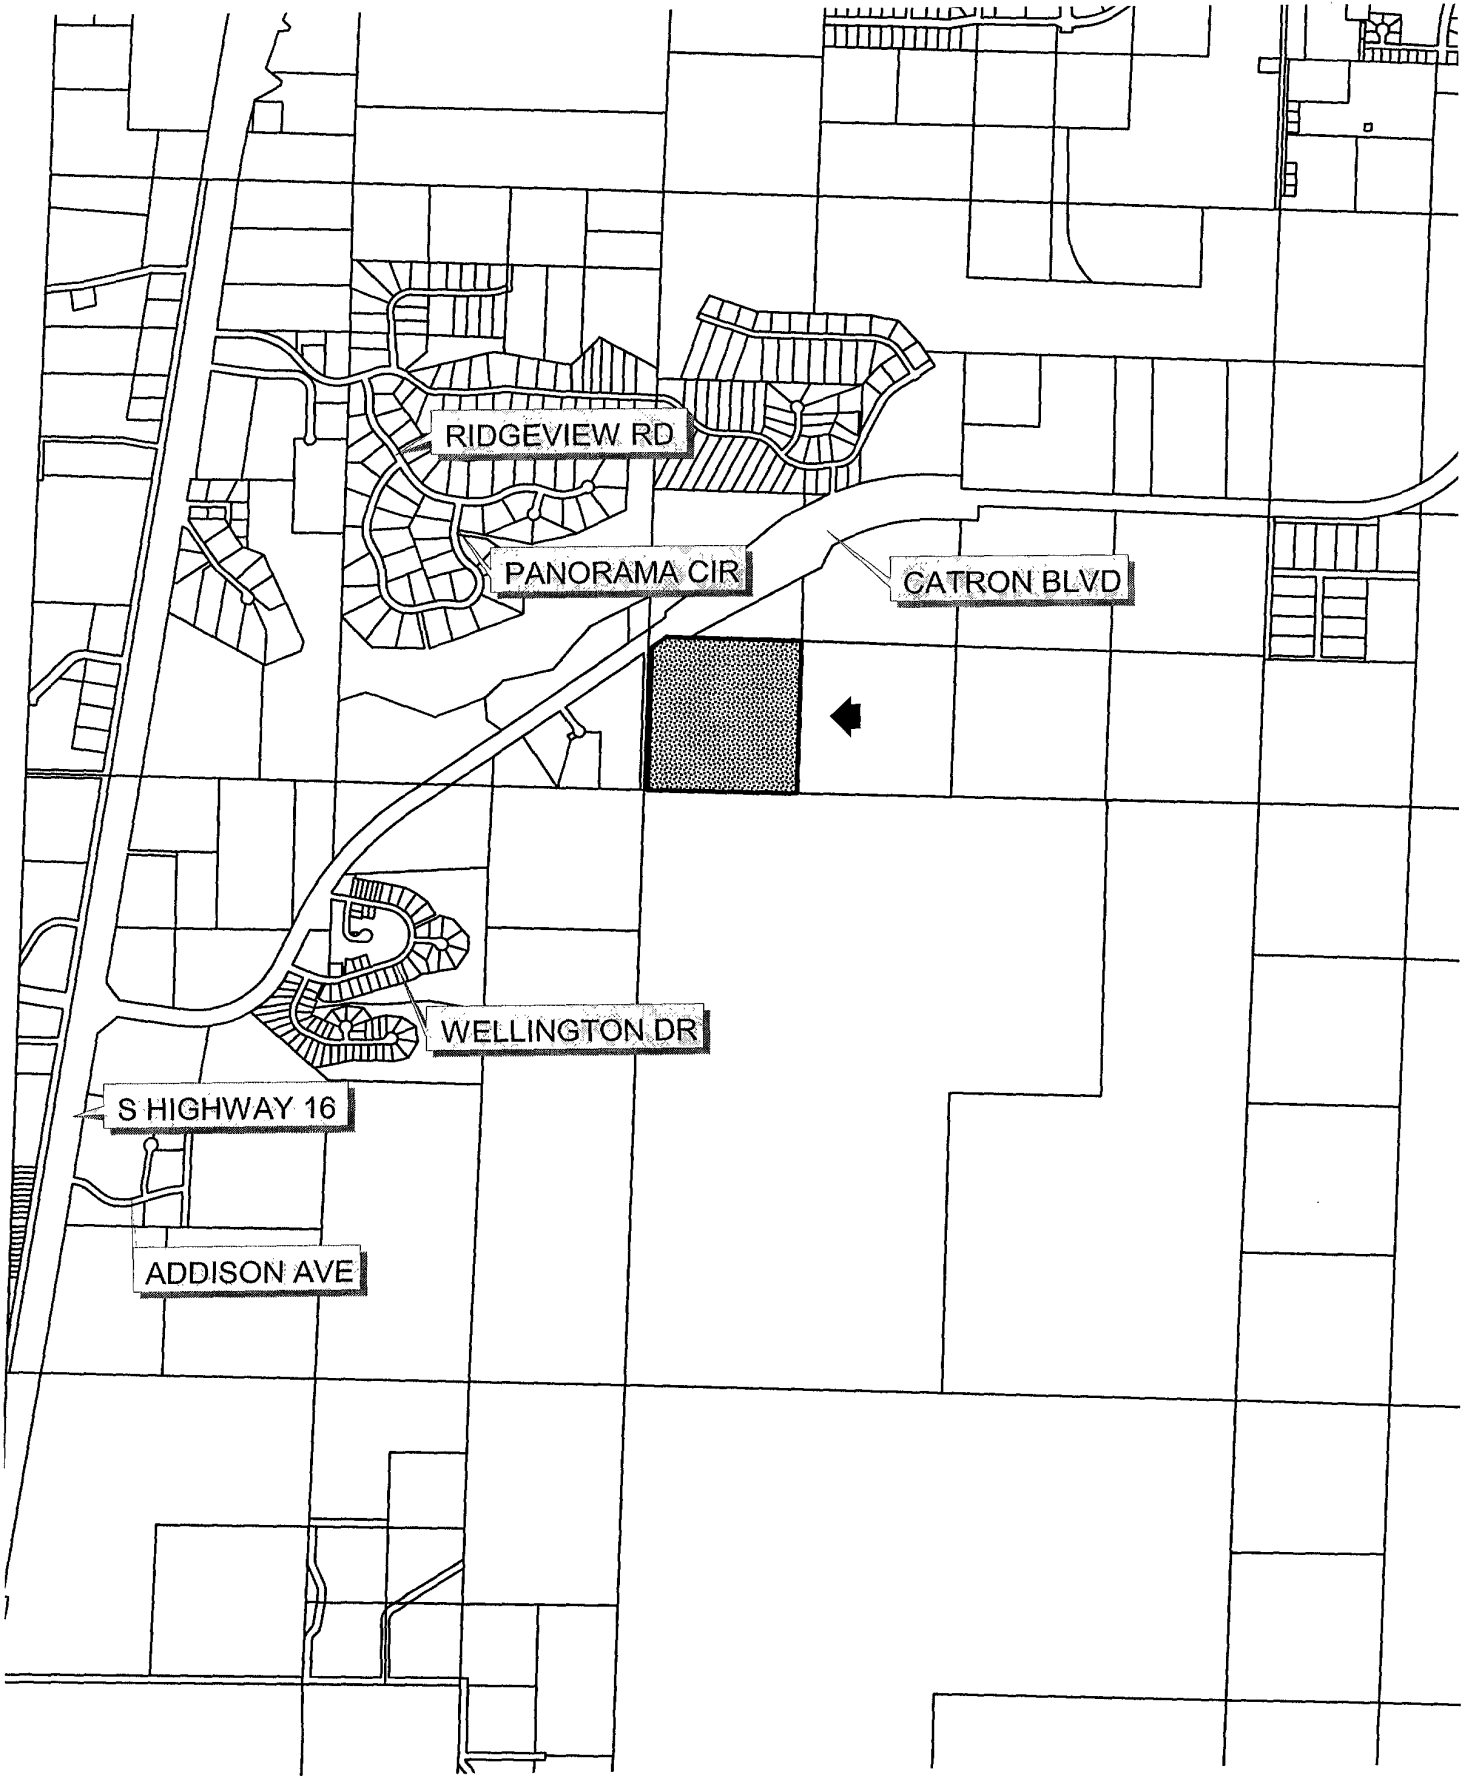 RIDGEVIEW RD
PANORAMA CIR
CATRON BLVD
WELLINGTON DR
S HIGHWAY 16
ADDISON AVE